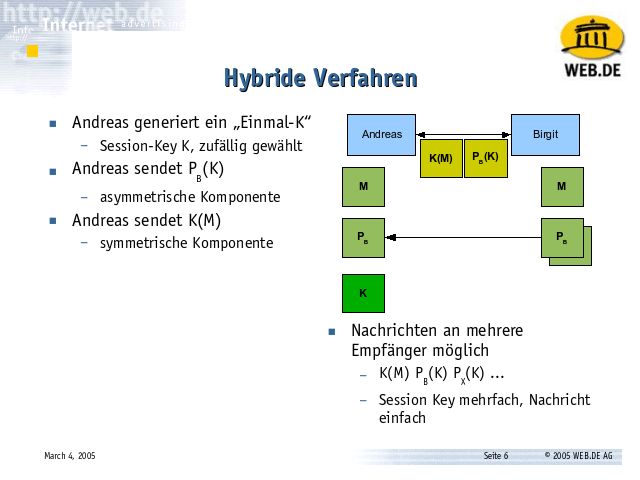 http://web.de
Internet advertising
Info
http://
WEB.DE
Hybride Verfahren
Andreas generiert ein „Einmal-K“
– Session-Key K, zufällig gewählt
Andreas sendet P_B(K)
– asymmetrische Komponente
Andreas sendet K(M)
– symmetrische Komponente
Andreas
Birgit
K(M)
P_B(K)
M
M
P_B
P_B
K
Nachrichten an mehrere
Empfänger möglich
– K(M) P_B(K) P_X(K) ...
– Session Key mehrfach, Nachricht
einfach
March 4, 2005
Seite 6
© 2005 WEB.DE AG